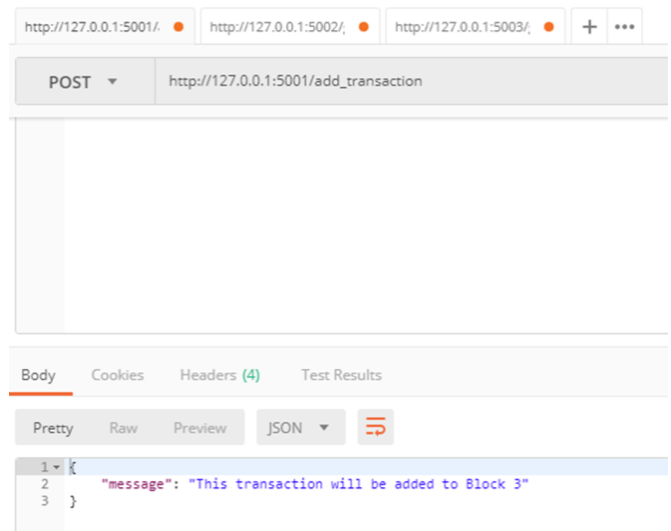 http://127.0.0.1:5001/ http://127.0.0.1:5002/ http://127.0.0.1:5003/ + •••
POST http://127.0.0.1:5001/add_transaction
Body Cookies Headers (4) Test Results
Pretty Raw Preview JSON
1 {
2 "message": "This transaction will be added to Block 3"
3 }